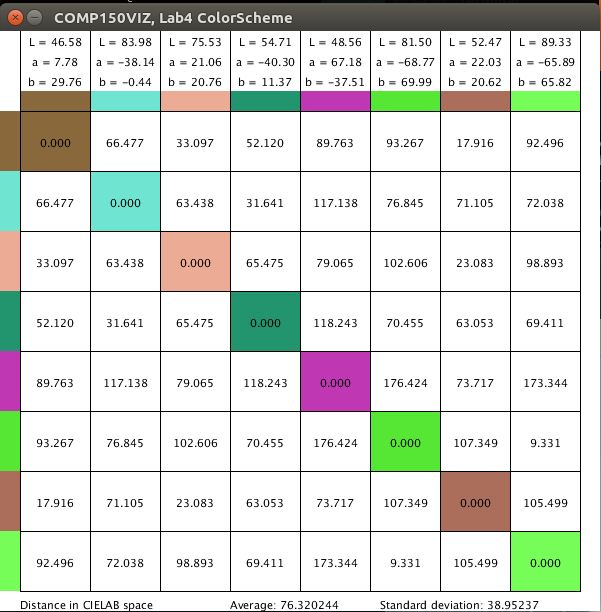 COMP150VIZ, Lab4 ColorScheme
L = 46.58 L = 83.98 L = 75.53 L = 54.71 L = 48.56 L = 81.50 L = 52.47 L = 89.33
a = 7.78 a = -38.14 a = 21.06 a = -40.30 a = 67.18 a = -68.77 a = 22.03 a = -65.89
b = 29.76 b = -0.44 b = 20.76 b = 11.37 b = -37.51 b = 69.99 b = 20.62 b = 65.82
0.000 66.477 33.097 52.120 89.763 93.267 17.916 92.496
66.477 0.000 63.438 31.641 117.138 76.845 71.105 72.038
33.097 63.438 0.000 65.475 79.065 102.606 23.083 98.893
52.120 31.641 65.475 0.000 118.243 70.455 63.053 69.411
89.763 117.138 79.065 118.243 0.000 176.424 73.717 173.344
93.267 76.845 102.606 70.455 176.424 0.000 107.349 9.331
17.916 71.105 23.083 63.053 73.717 107.349 0.000 105.499
92.496 72.038 98.893 69.411 173.344 9.331 105.499 0.000
Distance in CIELAB space Average: 76.320244 Standard deviation: 38.95237